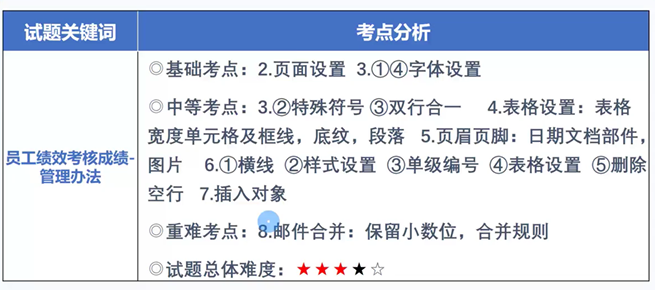 试题关键词
考点分析
员工绩效考核成绩-
管理办法
◎基础考点：2.页面设置 3.①④字体设置
◎中等考点：3.②特殊符号 ③双行合一 4.表格设置：表格
宽度单元格及框线，底纹，段落 5.页眉页脚：日期文档部件，
图片 6.①横线 ②样式设置 ③单级编号 ④表格设置 ⑤删除
空行 7.插入对象
◎重难考点：8.邮件合并：保留小数位，合并规则
◎试题总体难度：★★★★☆